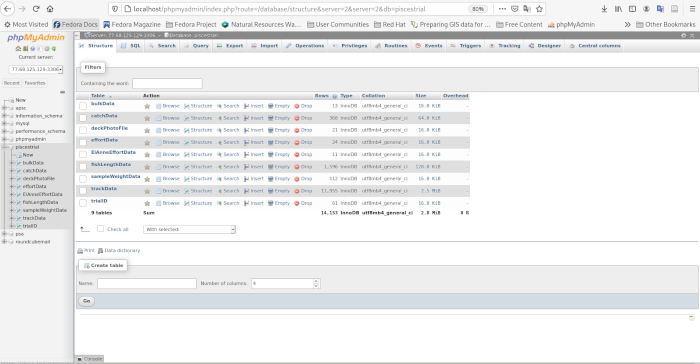 localhost/phpmyadmin/index.php?route=/database/structure&server=2&server=2&db=piscestrial
80%
Most Visited Fedora Docs Fedora Magazine Fedora Project Natural Resources Wa... User Communities Red Hat Preparing GIS data for ... Free Content phpMyAdmin >> Other Bookmarks
phpMyAdmin
Current server:
77.68.125.129:3306
Recent Favorites
New
apsc
information_schema
mysql
performance_schema
phpmyadmin
piscestrial
New
bulkData
catchData
deckPhotoFile
effortData
ElAnneEffortData
fishLengthData
sampleWeightData
trackData
trialID
psa
roundcubemail
Server: 77.68.125.129:3306 » Database: piscestrial
Structure SQL Search Query Export Import Operations Privileges Routines Events Triggers Tracking Designer Central columns
Filters
Containing the word:
Table Action Rows Type Collation Size Overhead
bulkData Browse Structure Search Insert Empty Drop 13 InnoDB utf8mb4_general_ci 16.0 KiB -
catchData Browse Structure Search Insert Empty Drop 360 InnoDB utf8mb4_general_ci 64.0 KiB -
deckPhotoFile Browse Structure Search Insert Empty Drop 21 InnoDB utf8mb4_general_ci 16.0 KiB -
effortData Browse Structure Search Insert Empty Drop 24 InnoDB utf8mb4_general_ci 16.0 KiB -
ElAnneEffortData Browse Structure Search Insert Empty Drop 11 InnoDB utf8mb4_general_ci 16.0 KiB -
fishLengthData Browse Structure Search Insert Empty Drop 1,596 InnoDB utf8mb4_general_ci 128.0 KiB -
sampleWeightData Browse Structure Search Insert Empty Drop 112 InnoDB utf8mb4_general_ci 16.0 KiB -
trackData Browse Structure Search Insert Empty Drop 11,955 InnoDB utf8mb4_general_ci 2.5 MiB -
trialID Browse Structure Search Insert Empty Drop 61 InnoDB utf8mb4_general_ci 16.0 KiB -
9 tables Sum 14,153 InnoDB utf8mb4_general_ci 2.8 MiB 0 B
Check all With selected:
Print Data dictionary
Create table
Name: Number of columns: 4
Go
Console